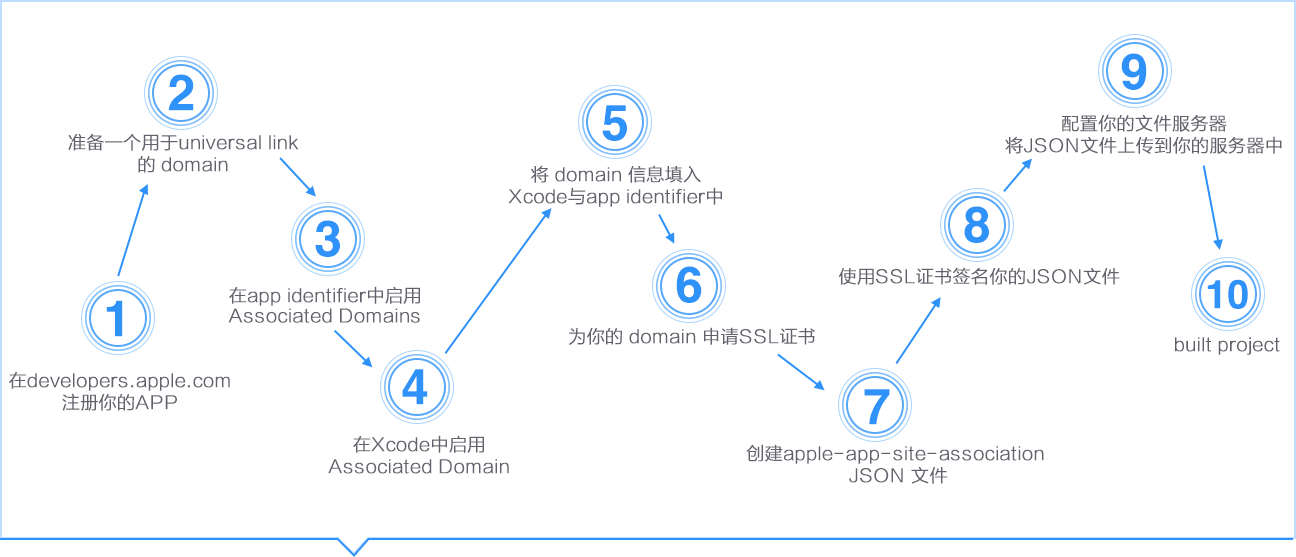 1
在developers.apple.com
注册你的APP
2
准备一个用于universal link
的 domain
3
在app identifier中启用
Associated Domains
4
在Xcode中启用
Associated Domain
5
将 domain 信息填入
Xcode与app identifier中
6
为你的 domain 申请SSL证书
7
创建apple-app-site-association
JSON 文件
8
使用SSL证书签名你的JSON文件
9
配置你的文件服务器
将JSON文件上传到你的服务器中
10
built project